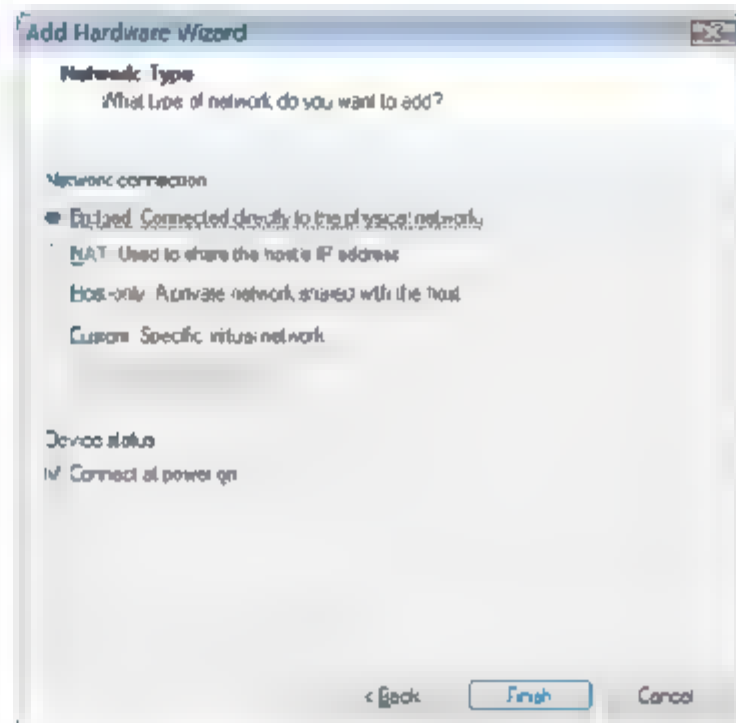 Add Hardware Wizard
Network Type
What type of network do you want to add?
Network connection
Bridged: Connected directly to the physical network
NAT: Used to share the host's IP address
Host-only: A private network shared with the host
Custom: Specific virtual network
Device status
Connect at power on
< Back
Finish
Cancel